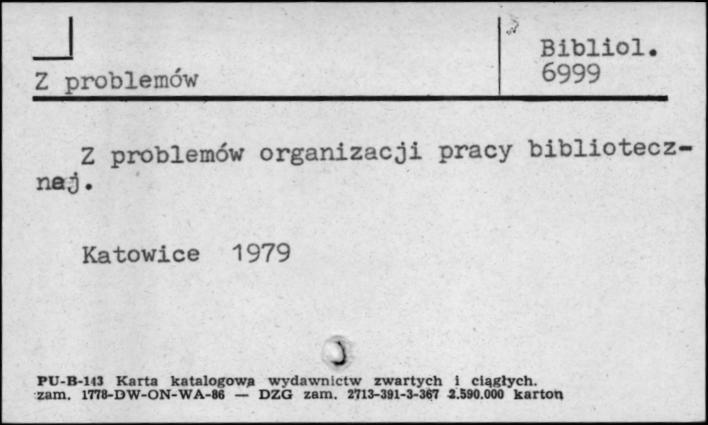 Bibliol.
Z problemów 6999
Z problemów organizacji pracy bibliotecz-
nej.
Katowice 1979
PU-B-143 Karta katalogowa wydawnictw zwartych i ciągłych.
zam. 1778-DW-ON-WA-86 — DZG zam. 2713-391-3-367 2.590.000 karton